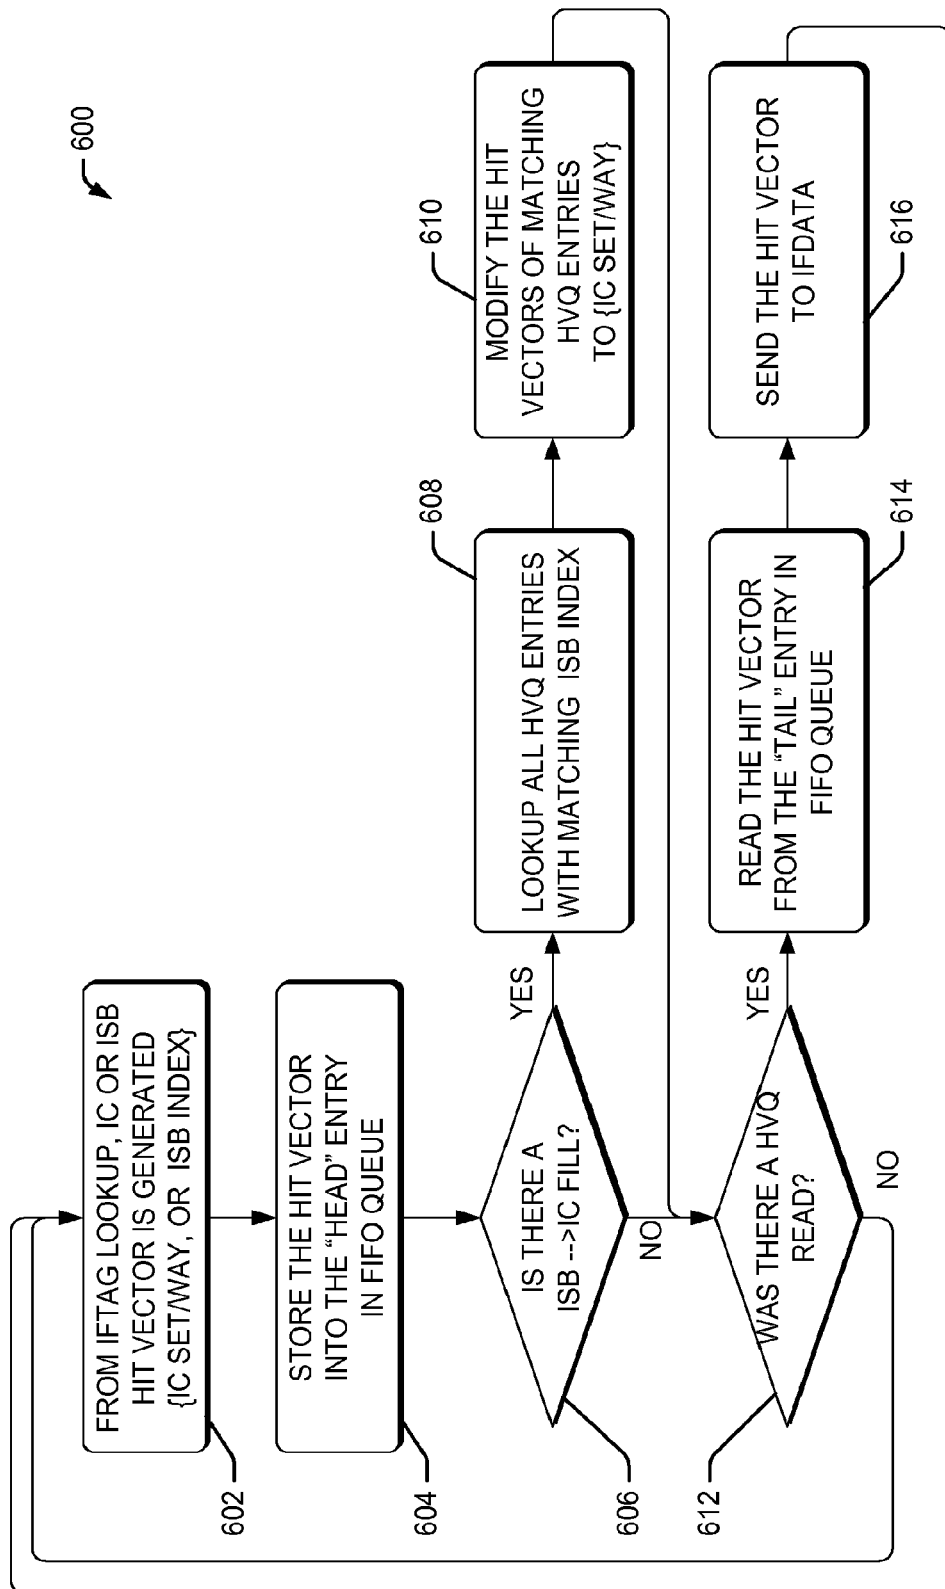 600
FROM IFTAG LOOKUP, IC OR ISB
HIT VECTOR IS GENERATED
{IC SET/WAY, OR ISB INDEX}
602
STORE THE HIT VECTOR
INTO THE “HEAD” ENTRY
IN FIFO QUEUE
604
IS THERE A
ISB -->IC FILL?
606
YES
NO
LOOKUP ALL HVQ ENTRIES
WITH MATCHING ISB INDEX
608
MODIFY THE HIT
VECTORS OF MATCHING
HVQ ENTRIES
TO {IC SET/WAY}
610
WAS THERE A HVQ
READ?
612
YES
NO
READ THE HIT VECTOR
FROM THE “TAIL” ENTRY IN
FIFO QUEUE
614
SEND THE HIT VECTOR
TO IFDATA
616